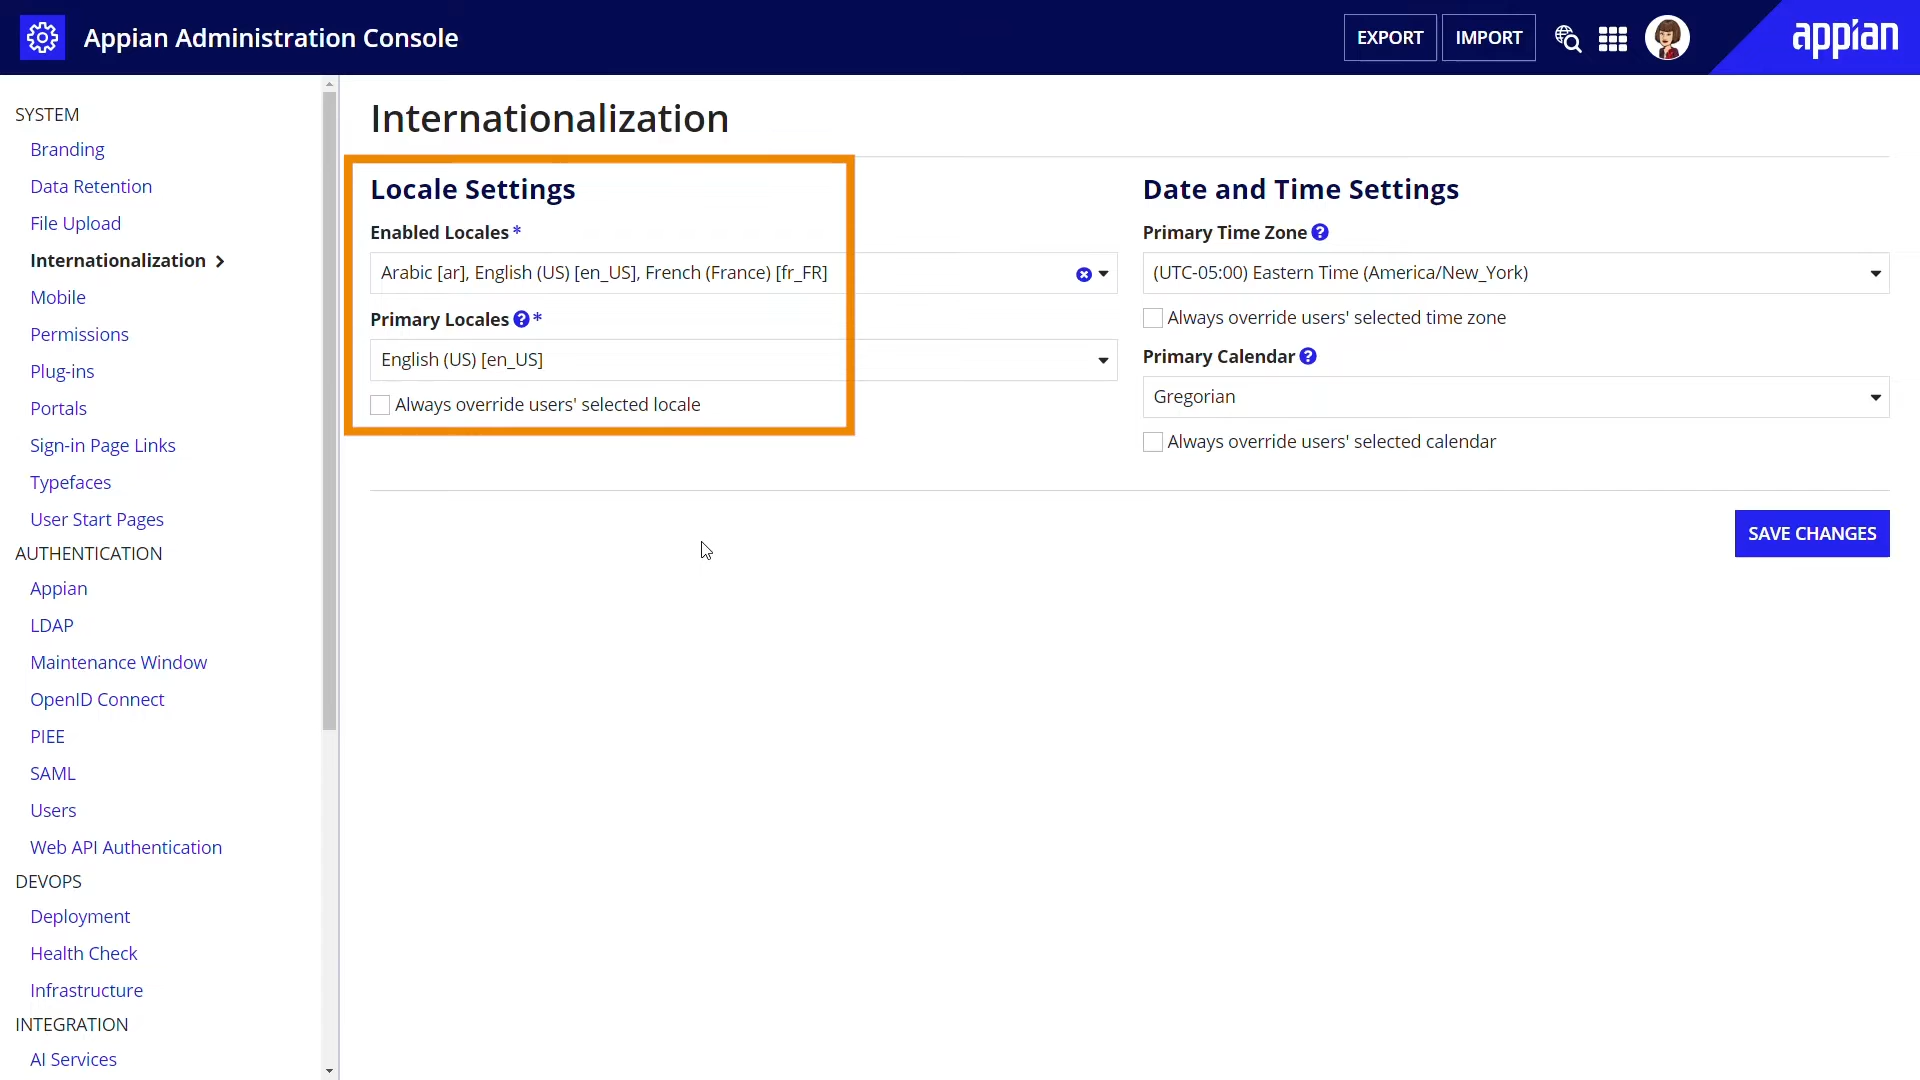 Appian Administration Console
EXPORT
IMPORT
appian
SYSTEM
Branding
Data Retention
File Upload
Internationalization
Mobile
Permissions
Plug-ins
Portals
Sign-in Page Links
Typefaces
User Start Pages
AUTHENTICATION
Appian
LDAP
Maintenance Window
OpenID Connect
PIEE
SAML
Users
Web API Authentication
DEVOPS
Deployment
Health Check
Infrastructure
INTEGRATION
AI Services
Internationalization
Locale Settings
Enabled Locales *
Arabic [ar], English (US) [en_US], French (France) [fr_FR]
Primary Locales ? *
English (US) [en_US]
Always override users' selected locale
Date and Time Settings
Primary Time Zone ?
(UTC-05:00) Eastern Time (America/New_York)
Always override users' selected time zone
Primary Calendar ?
Gregorian
Always override users' selected calendar
SAVE CHANGES